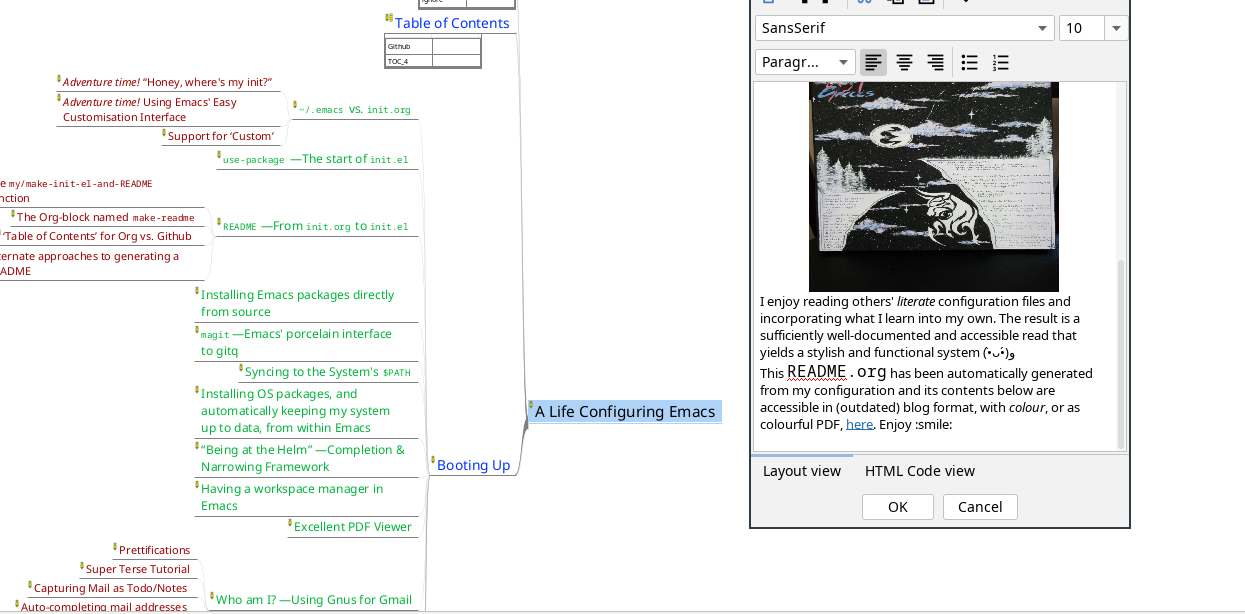 Table of Contents
Github
TOC_4
Adventure time! “Honey, where's my init?”
Adventure time! Using Emacs' Easy
Customisation Interface
Support for ‘Custom’
~/.emacs vs. init.org
use-package —The start of init.el
my/make-init-el-and-README
The Org-block named make-readme
‘Table of Contents’ for Org vs. Github
approaches to generating a
README —From init.org to init.el
Installing Emacs packages directly
from source
magit —Emacs' porcelain interface
to gitq
Syncing to the System's $PATH
Installing OS packages, and
automatically keeping my system
up to data, from within Emacs
“Being at the Helm” —Completion &
Narrowing Framework
Having a workspace manager in
Emacs
Excellent PDF Viewer
Prettifications
Super Terse Tutorial
Capturing Mail as Todo/Notes
Auto-completing mail addresses
Who am I? —Using Gnus for Gmail
Booting Up
A Life Configuring Emacs
SansSerif
10
Paragr...
Emacs
I enjoy reading others' literate configuration files and
incorporating what I learn into my own. The result is a
sufficiently well-documented and accessible read that
yields a stylish and functional system (•̀ᴗ•́)و
This README.org has been automatically generated
from my configuration and its contents below are
accessible in (outdated) blog format, with colour, or as
colourful PDF, here. Enjoy :smile:
Layout view
HTML Code view
OK
Cancel